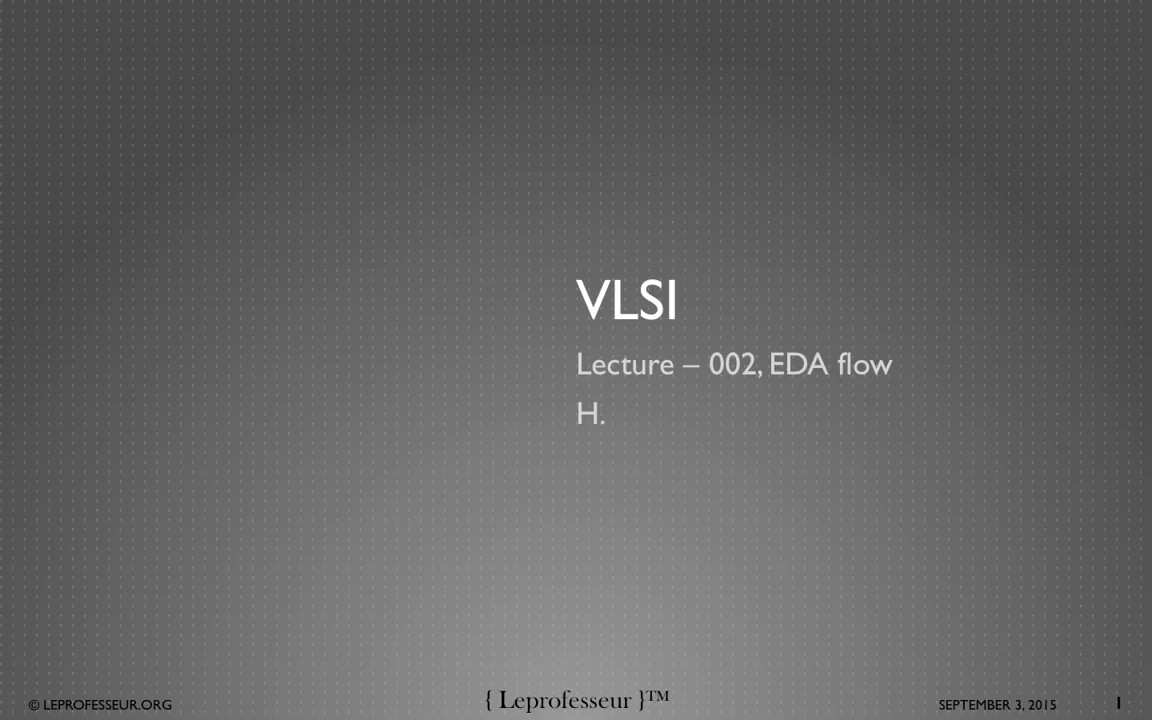 VLSI
Lecture – 002, EDA flow
H.
© LEPROFESSEUR.ORG
{ Leprofesseur }™
SEPTEMBER 3, 2015
1